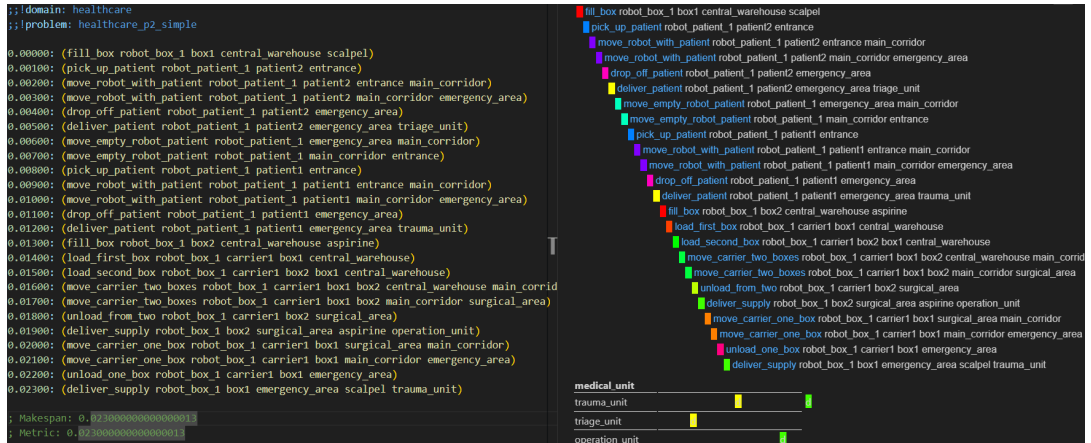 ;;!domain: healthcare
;;!problem: healthcare_p2_simple
0.00000: (fill_box robot_box_1 box1 central_warehouse scalpel)
0.00100: (pick_up_patient robot_patient_1 patient2 entrance)
0.00200: (move_robot_with_patient robot_patient_1 patient2 entrance main_corridor)
0.00300: (move_robot_with_patient robot_patient_1 patient2 main_corridor emergency_area)
0.00400: (drop_off_patient robot_patient_1 patient2 emergency_area)
0.00500: (deliver_patient robot_patient_1 patient2 emergency_area triage_unit)
0.00600: (move_empty_robot_patient robot_patient_1 emergency_area main_corridor)
0.00700: (move_empty_robot_patient robot_patient_1 main_corridor entrance)
0.00800: (pick_up_patient robot_patient_1 patient1 entrance)
0.00900: (move_robot_with_patient robot_patient_1 patient1 entrance main_corridor)
0.01000: (move_robot_with_patient robot_patient_1 patient1 main_corridor emergency_area)
0.01100: (drop_off_patient robot_patient_1 patient1 emergency_area)
0.01200: (deliver_patient robot_patient_1 patient1 emergency_area trauma_unit)
0.01300: (fill_box robot_box_1 box2 central_warehouse aspirine)
0.01400: (load_first_box robot_box_1 carrier1 box1 central_warehouse)
0.01500: (load_second_box robot_box_1 carrier1 box2 box1 central_warehouse)
0.01600: (move_carrier_two_boxes robot_box_1 carrier1 box1 box2 central_warehouse main_corrid
0.01700: (move_carrier_two_boxes robot_box_1 carrier1 box1 box2 main_corridor surgical_area)
0.01800: (unload_from_two robot_box_1 carrier1 box1 box2 surgical_area)
0.01900: (deliver_supply robot_box_1 box2 surgical_area aspirine operation_unit)
0.02000: (move_carrier_one_box robot_box_1 carrier1 box1 surgical_area main_corridor)
0.02100: (move_carrier_one_box robot_box_1 carrier1 box1 main_corridor emergency_area)
0.02200: (unload_one_box robot_box_1 carrier1 box1 emergency_area)
0.02300: (deliver_supply robot_box_1 box1 emergency_area scalpel trauma_unit)
; Makespan: 0.023000000000000013
; Metric: 0.023000000000000013
fill_box robot_box_1 box1 central_warehouse scalpel
pick_up_patient robot_patient_1 patient2 entrance
move_robot_with_patient robot_patient_1 patient2 entrance main_corridor
move_robot_with_patient robot_patient_1 patient2 main_corridor emergency_area
drop_off_patient robot_patient_1 patient2 emergency_area
deliver_patient robot_patient_1 patient2 emergency_area triage_unit
move_empty_robot_patient robot_patient_1 emergency_area main_corridor
move_empty_robot_patient robot_patient_1 main_corridor entrance
pick_up_patient robot_patient_1 patient1 entrance
move_robot_with_patient robot_patient_1 patient1 entrance main_corridor
move_robot_with_patient robot_patient_1 patient1 main_corridor emergency_area
drop_off_patient robot_patient_1 patient1 emergency_area
deliver_patient robot_patient_1 patient1 emergency_area trauma_unit
fill_box robot_box_1 box2 central_warehouse aspirine
load_first_box robot_box_1 carrier1 box1 central_warehouse
load_second_box robot_box_1 carrier1 box2 box1 central_warehouse
move_carrier_two_boxes robot_box_1 carrier1 box1 box2 central_warehouse main_corrid
move_carrier_two_boxes robot_box_1 carrier1 box1 box2 main_corridor surgical_area
unload_from_two robot_box_1 carrier1 box1 box2 surgical_area
deliver_supply robot_box_1 box2 surgical_area aspirine operation_unit
move_carrier_one_box robot_box_1 carrier1 box1 surgical_area main_corridor
move_carrier_one_box robot_box_1 carrier1 box1 main_corridor emergency_area
unload_one_box robot_box_1 carrier1 box1 emergency_area
deliver_supply robot_box_1 box1 emergency_area scalpel trauma_unit
medical_unit
trauma_unit
triage_unit
operation_unit